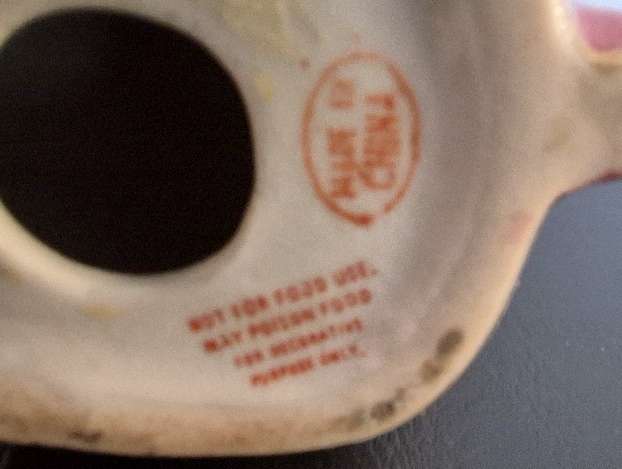 MADE IN
CHINA
NOT FOR FOOD USE.
MAY POISON FOOD
FOR DECORATIVE
PURPOSE ONLY.